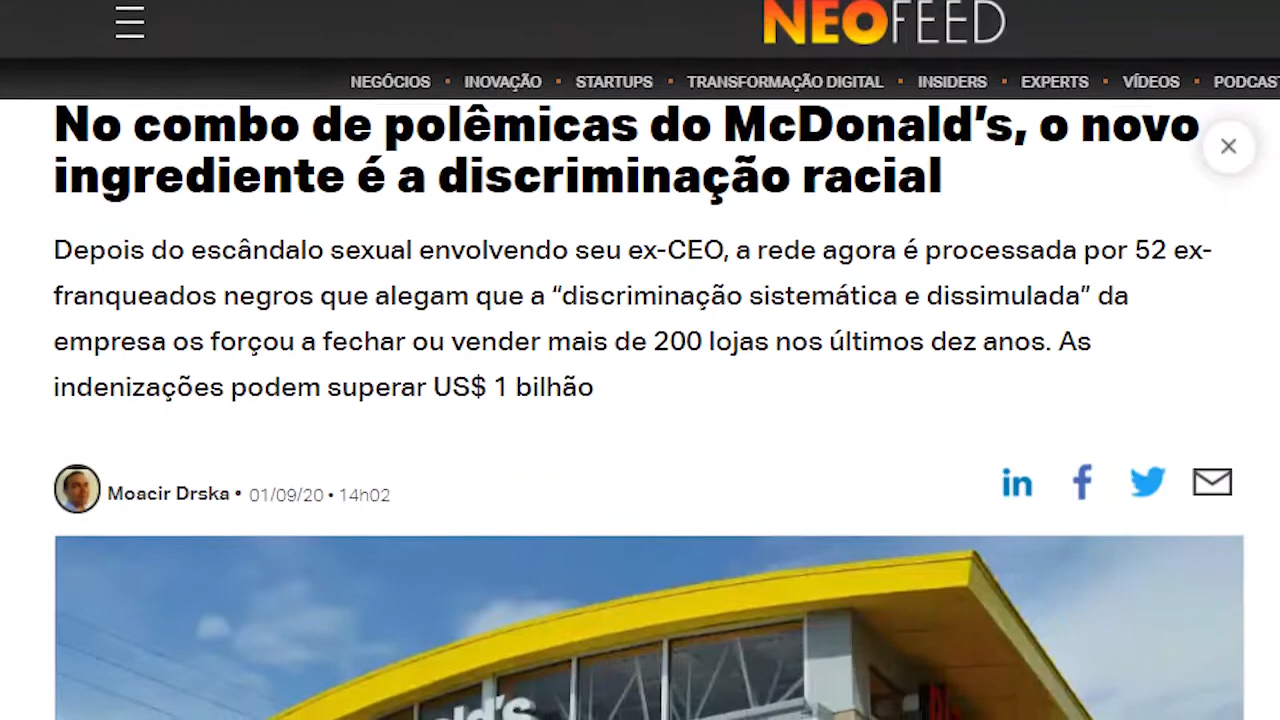 NEOFEED
NEGÓCIOS • INOVAÇÃO • STARTUPS • TRANSFORMAÇÃO DIGITAL • INSIDERS • EXPERTS • VÍDEOS • PODCAS
No combo de polêmicas do McDonald’s, o novo
ingrediente é a discriminação racial
Depois do escândalo sexual envolvendo seu ex-CEO, a rede agora é processada por 52 ex-
franqueados negros que alegam que a “discriminação sistemática e dissimulada” da
empresa os forçou a fechar ou vender mais de 200 lojas nos últimos dez anos. As
indenizações podem superar US$ 1 bilhão
Moacir Drska • 01/09/20 • 14h02